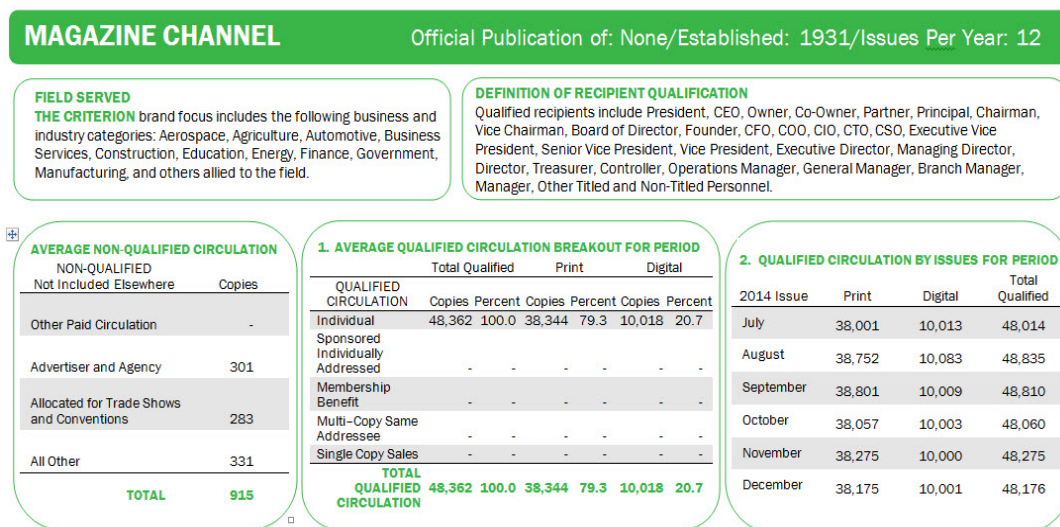 MAGAZINE CHANNEL Official Publication of: None/Established: 1931/Issues Per Year: 12
FIELD SERVED
THE CRITERION brand focus includes the following business and
industry categories: Aerospace, Agriculture, Automotive, Business
Services, Construction, Education, Energy, Finance, Government,
Manufacturing, and others allied to the field.
DEFINITION OF RECIPIENT QUALIFICATION
Qualified recipients include President, CEO, Owner, Co-Owner, Partner, Principal, Chairman,
Vice Chairman, Board of Director, Founder, CFO, COO, CIO, CTO, CSO, Executive Vice
President, Senior Vice President, Vice President, Executive Director, Managing Director,
Director, Treasurer, Controller, Operations Manager, General Manager, Branch Manager,
Manager, Other Titled and Non-Titled Personnel.
AVERAGE NON-QUALIFIED CIRCULATION
NON-QUALIFIED
Not Included Elsewhere Copies
Other Paid Circulation -
Advertiser and Agency 301
Allocated for Trade Shows
and Conventions 283
All Other 331
TOTAL 915
1. AVERAGE QUALIFIED CIRCULATION BREAKOUT FOR PERIOD
Total Qualified Print Digital
QUALIFIED
CIRCULATION Copies Percent Copies Percent Copies Percent
Individual 48,362 100.0 38,344 79.3 10,018 20.7
Sponsored
Individually
Addressed - - - - - -
Membership
Benefit - - - - - -
Multi–Copy Same
Addressee - - - - - -
Single Copy Sales - - - - - -
TOTAL
QUALIFIED 48,362 100.0 38,344 79.3 10,018 20.7
CIRCULATION
2. QUALIFIED CIRCULATION BY ISSUES FOR PERIOD
Total
2014 Issue Print Digital Qualified
July 38,001 10,013 48,014
August 38,752 10,083 48,835
September 38,801 10,009 48,810
October 38,057 10,003 48,060
November 38,275 10,000 48,275
December 38,175 10,001 48,176